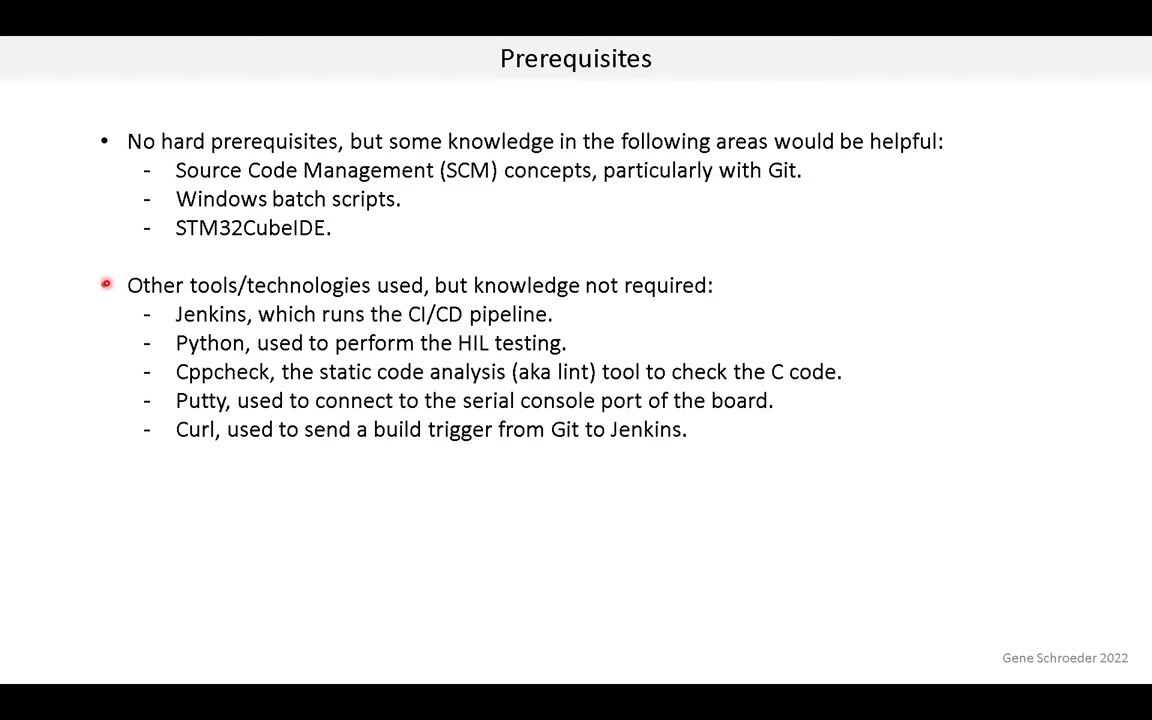 Prerequisites
• No hard prerequisites, but some knowledge in the following areas would be helpful:
- Source Code Management (SCM) concepts, particularly with Git.
- Windows batch scripts.
- STM32CubeIDE.
• Other tools/technologies used, but knowledge not required:
- Jenkins, which runs the CI/CD pipeline.
- Python, used to perform the HIL testing.
- Cppcheck, the static code analysis (aka lint) tool to check the C code.
- Putty, used to connect to the serial console port of the board.
- Curl, used to send a build trigger from Git to Jenkins.
Gene Schroeder 2022